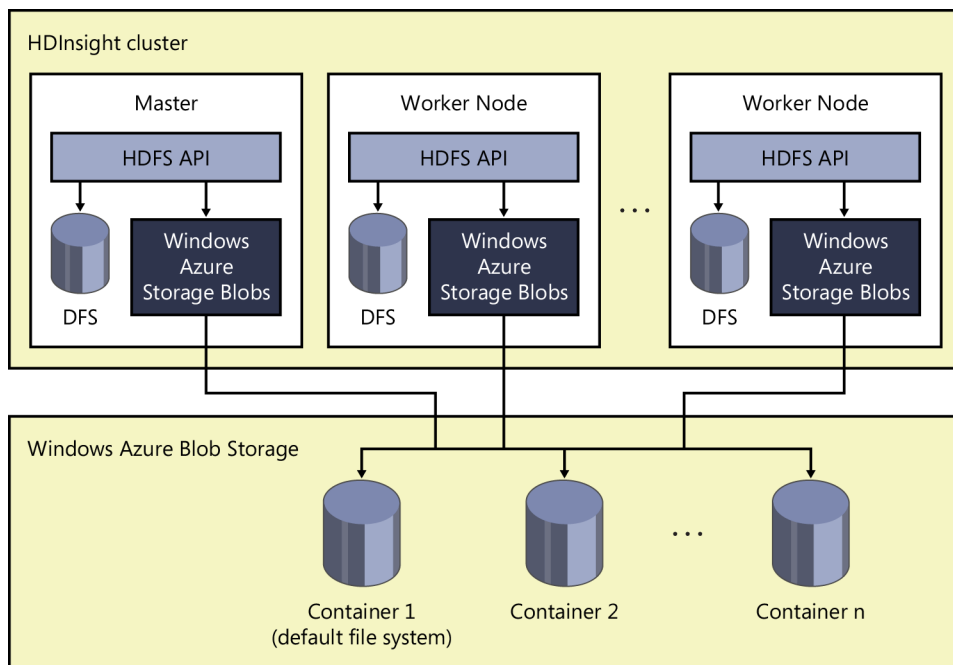 HDInsight cluster
Master
HDFS API
DFS
Windows
Azure
Storage Blobs
Worker Node
HDFS API
DFS
Windows
Azure
Storage Blobs
...
Worker Node
HDFS API
DFS
Windows
Azure
Storage Blobs
Windows Azure Blob Storage
Container 1
(default file system)
Container 2
...
Container n